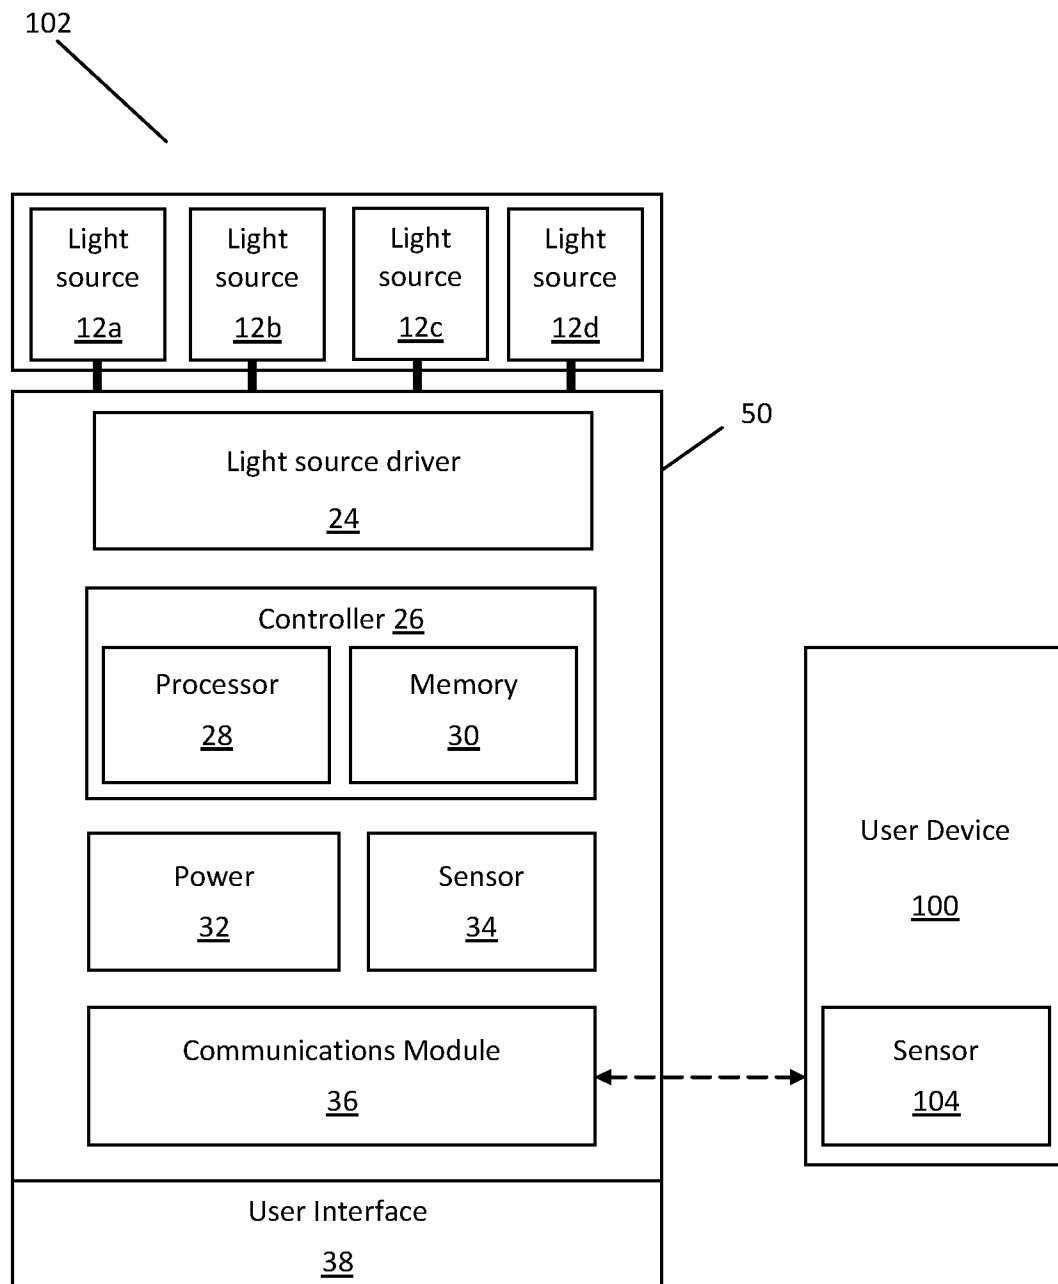 102
Light
source
12a
Light
source
12b
Light
source
12c
Light
source
12d
50
Light source driver
24
Controller 26
Processor
28
Memory
30
Power
32
Sensor
34
Communications Module
36
User Device
100
Sensor
104
User Interface
38